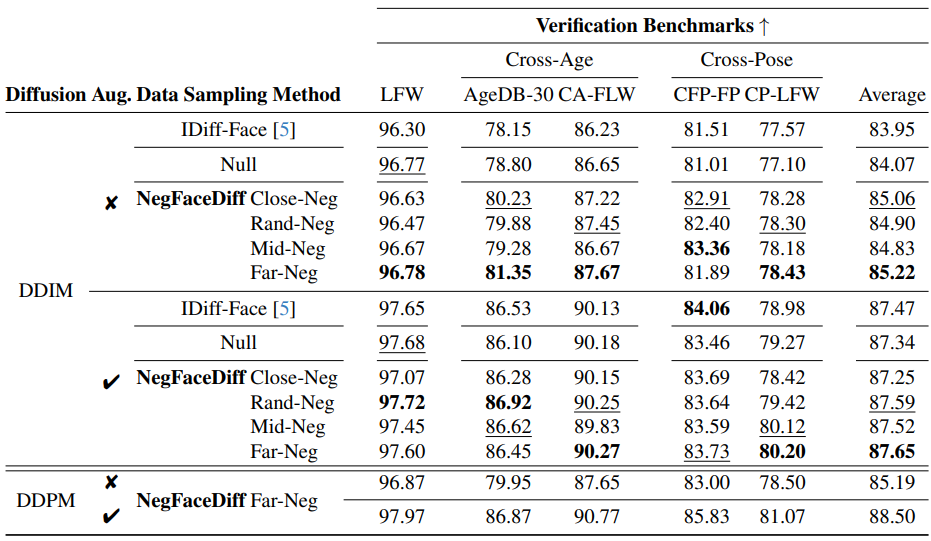 Verification Benchmarks ↑
Cross-Age Cross-Pose
Diffusion Aug. Data Sampling Method LFW AgeDB-30 CA-FLW CFP-FP CP-LFW Average
IDiff-Face [5] 96.30 78.15 86.23 81.51 77.57 83.95
Null 96.77 78.80 86.65 81.01 77.10 84.07
✘ NegFaceDiff Close-Neg 96.63 80.23 87.22 82.91 78.28 85.06
Rand-Neg 96.47 79.88 87.45 82.40 78.30 84.90
Mid-Neg 96.67 79.28 86.67 83.36 78.18 84.83
Far-Neg 96.78 81.35 87.67 81.89 78.43 85.22
DDIM
IDiff-Face [5] 97.65 86.53 90.13 84.06 78.98 87.47
Null 97.68 86.10 90.18 83.46 79.27 87.34
✔ NegFaceDiff Close-Neg 97.07 86.28 90.15 83.69 78.42 87.25
Rand-Neg 97.72 86.92 90.25 83.64 79.42 87.59
Mid-Neg 97.45 86.62 89.83 83.59 80.12 87.52
Far-Neg 97.60 86.45 90.27 83.73 80.20 87.65
✘ 96.87 79.95 87.65 83.00 78.50 85.19
DDPM NegFaceDiff Far-Neg
✔ 97.97 86.87 90.77 85.83 81.07 88.50